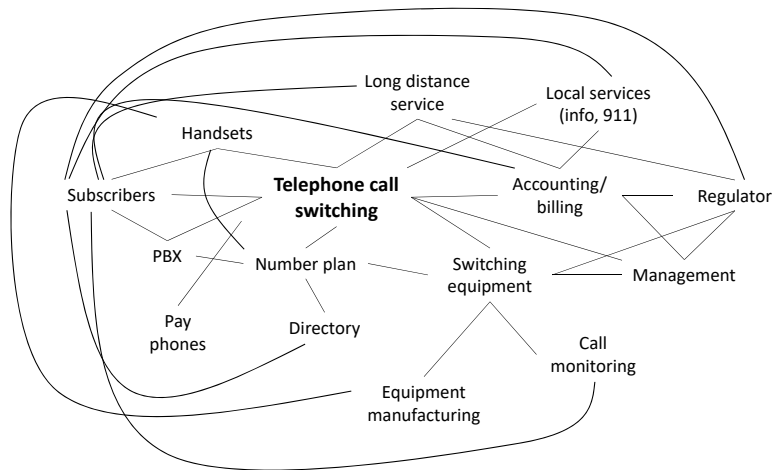 Long distance
service
Local services
(info, 911)
Handsets
Subscribers
Telephone call
switching
Accounting/
billing
Regulator
PBX
Number plan
Switching
equipment
Management
Pay
phones
Directory
Call
monitoring
Equipment
manufacturing